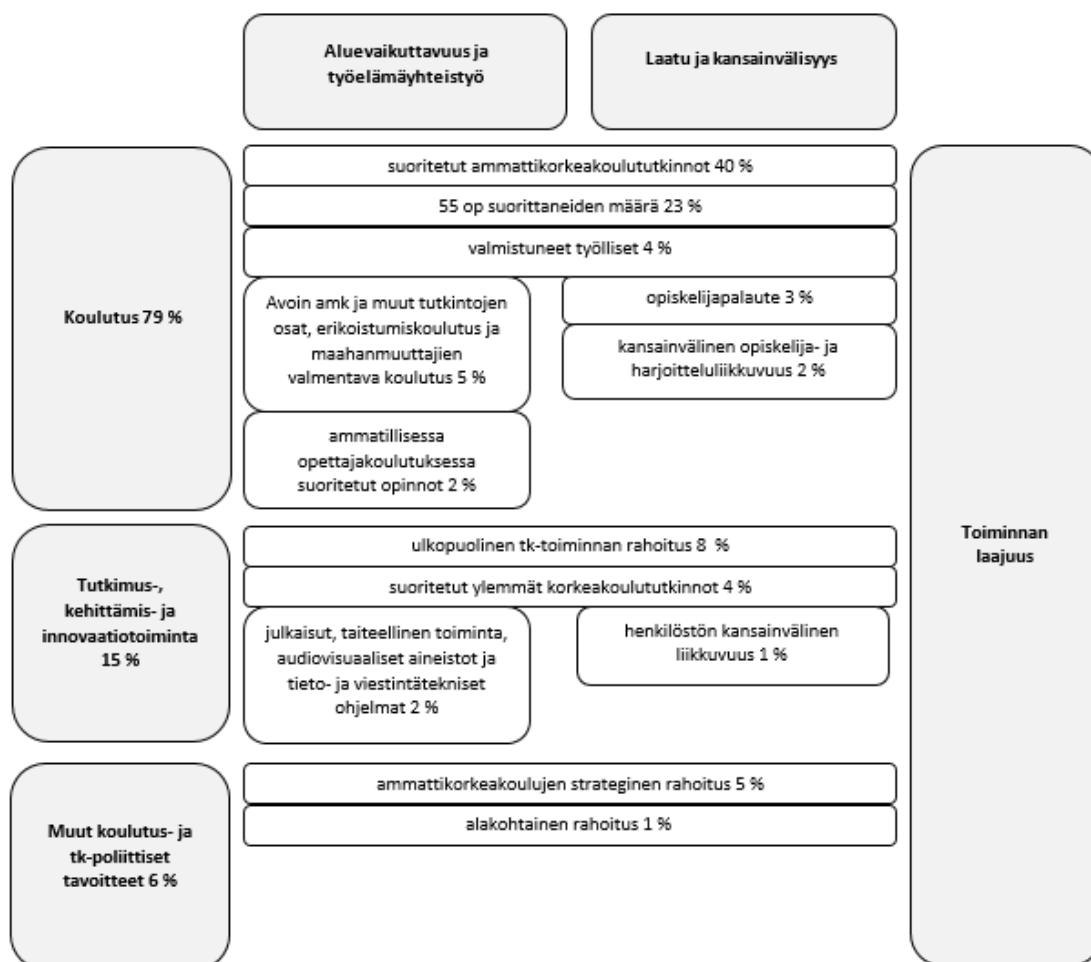 Aluevaikuttavuus ja
työelämäyhteistyö
Laatu ja kansainvälisyys
Koulutus 79 %
suoritetut ammattikorkeakoulututkinnot 40 %
55 op suorittaneiden määrä 23 %
valmistuneet työlliset 4 %
Avoin amk ja muut tutkintojen
osat, erikoistumiskoulutus ja
maahanmuuttajien
valmentava koulutus 5 %
opiskelijapalaute 3 %
kansainvälinen opiskelija- ja
harjoitteluliikkuvuus 2 %
ammatillisessa
opettajakoulutuksessa
suoritetut opinnot 2 %
Tutkimus-,
kehittämis- ja
innovaatiotoiminta
15 %
ulkopuolinen tk-toiminnan rahoitus 8 %
suoritetut ylemmät korkeakoulututkinnot 4 %
julkaisut, taiteellinen toiminta,
audiovisuaaliset aineistot ja
tieto- ja viestintätekniset
ohjelmat 2 %
henkilöstön kansainvälinen
liikkuvuus 1 %
Muut koulutus- ja
tk-poliittiset
tavoitteet 6 %
ammattikorkeakoulujen strateginen rahoitus 5 %
alakohtainen rahoitus 1 %
Toiminnan
laajuus